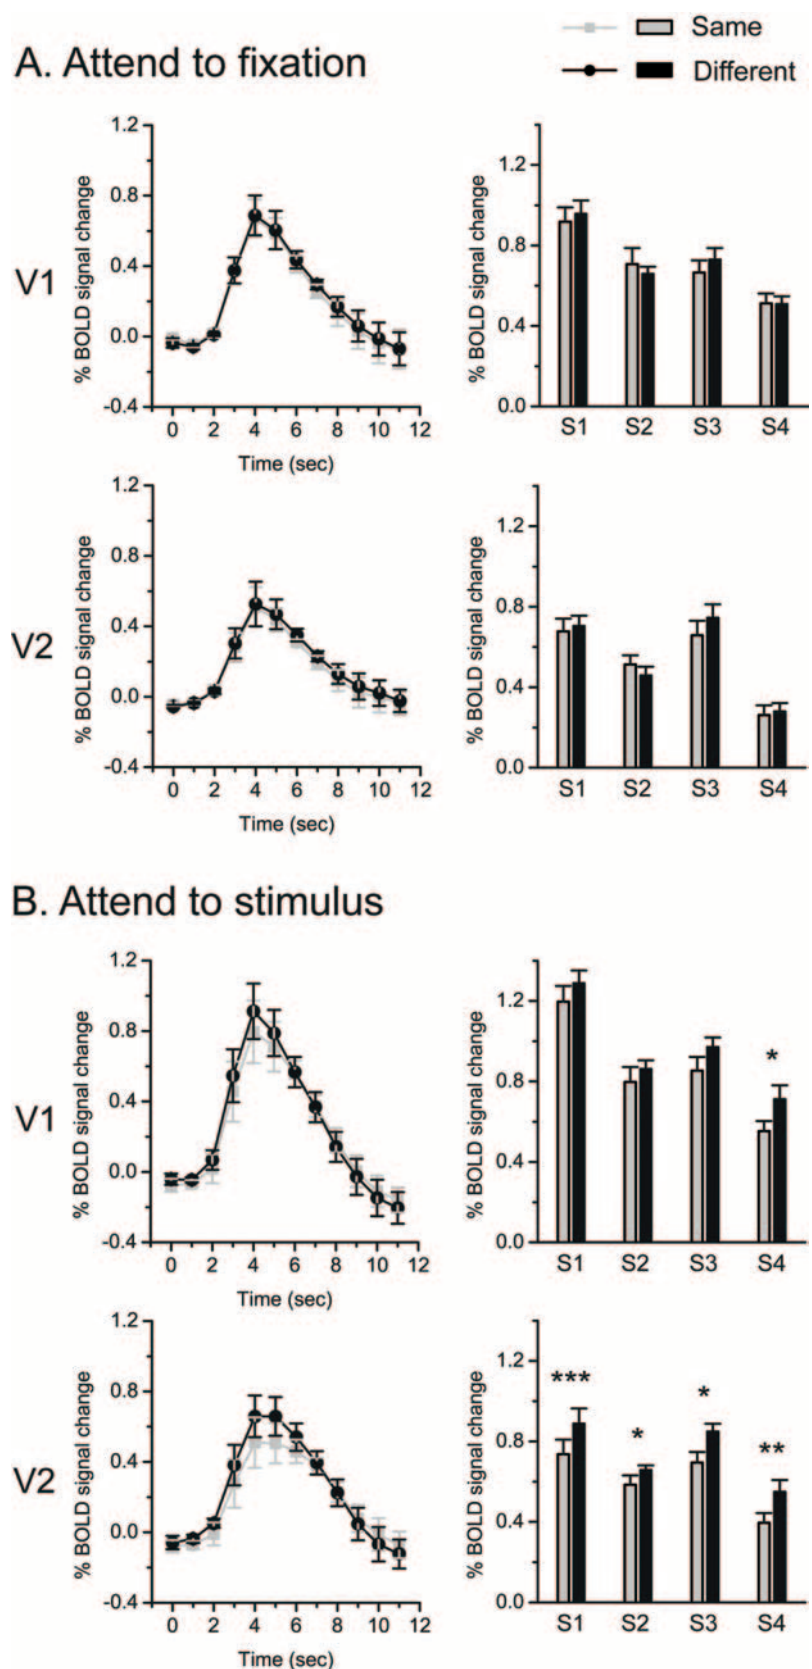 Same
A. Attend to fixation
Different
V1
% BOLD signal change
1.2
0.8
0.4
0.0
-0.4
0 2 4 6 8 10 12
Time (sec)
% BOLD signal change
1.2
0.8
0.4
0.0
S1 S2 S3 S4
V2
% BOLD signal change
1.2
0.8
0.4
0.0
-0.4
0 2 4 6 8 10 12
Time (sec)
% BOLD signal change
1.2
0.8
0.4
0.0
S1 S2 S3 S4
B. Attend to stimulus
V1
% BOLD signal change
1.2
0.8
0.4
0.0
-0.4
0 2 4 6 8 10 12
Time (sec)
% BOLD signal change
1.2
0.8
0.4
0.0
*
S1 S2 S3 S4
V2
% BOLD signal change
1.2
0.8
0.4
0.0
-0.4
0 2 4 6 8 10 12
Time (sec)
% BOLD signal change
1.2
0.8
0.4
0.0
*** * * **
S1 S2 S3 S4